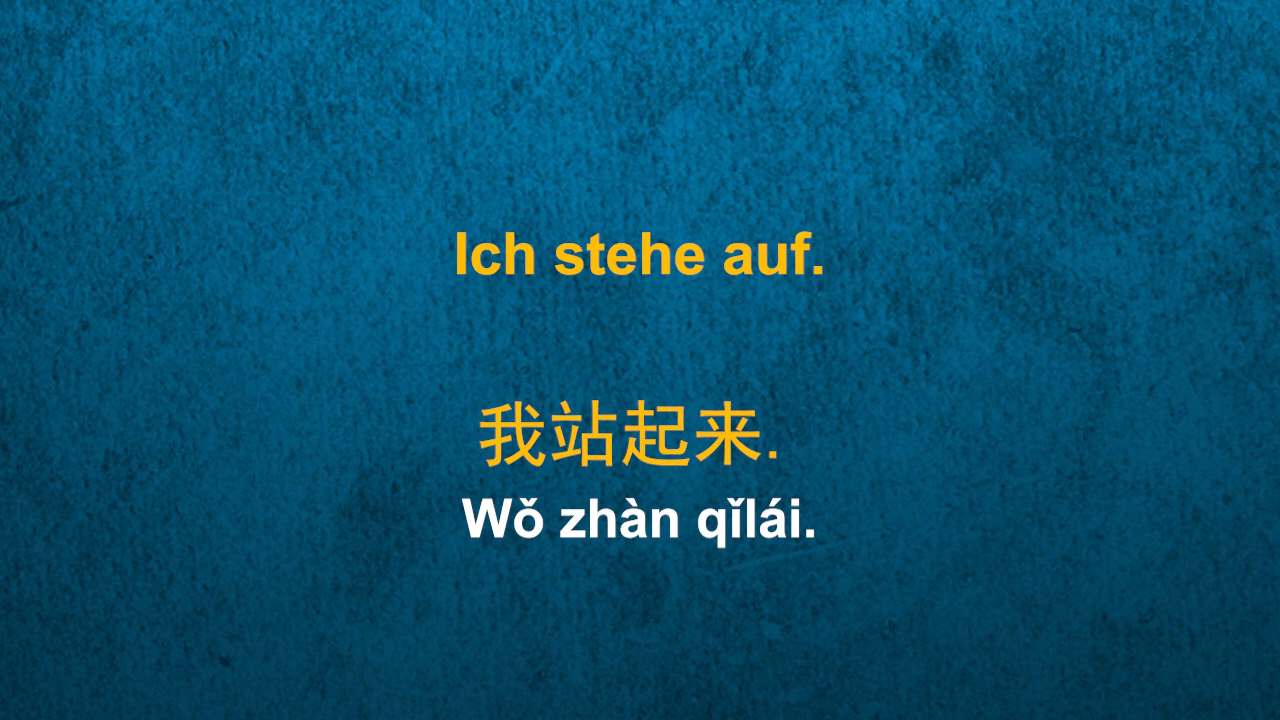 Ich stehe auf.
我站起来.
Wǒ zhàn qǐlái.